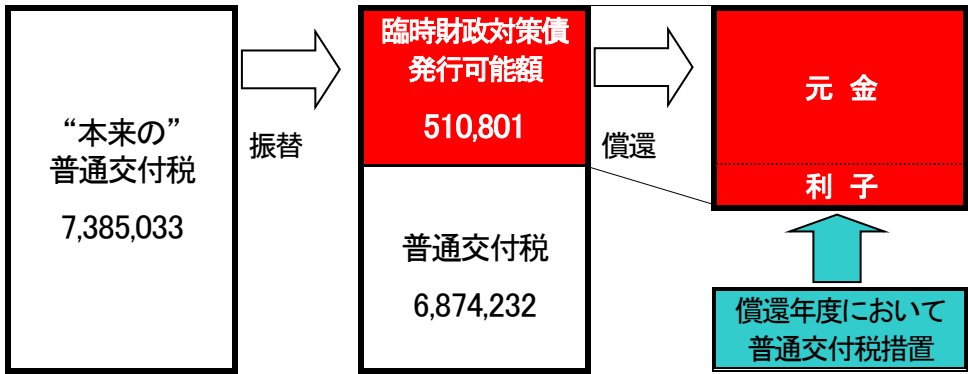 “本来の”
普通交付税
7,385,033
振替
臨時財政対策債
発行可能額
510,801
普通交付税
6,874,232
償還
元 金
利 子
償還年度において
普通交付税措置